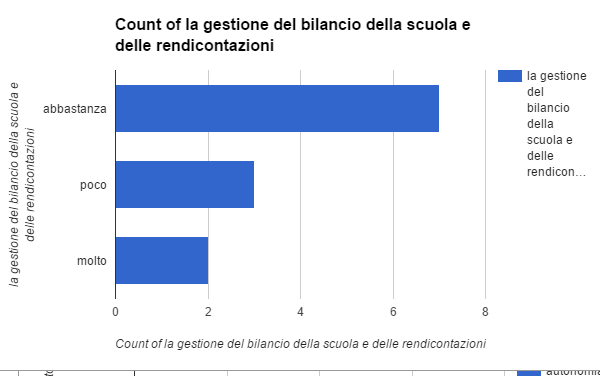 Count of la gestione del bilancio della scuola e
delle rendicontazioni
la gestione del bilancio della scuola e
delle rendicontazioni
abbastanza
poco
molto
0 2 4 6 8
Count of la gestione del bilancio della scuola e delle rendicontazioni
la gestione
del
bilancio
della
scuola e
delle
rendicon...
autonomia